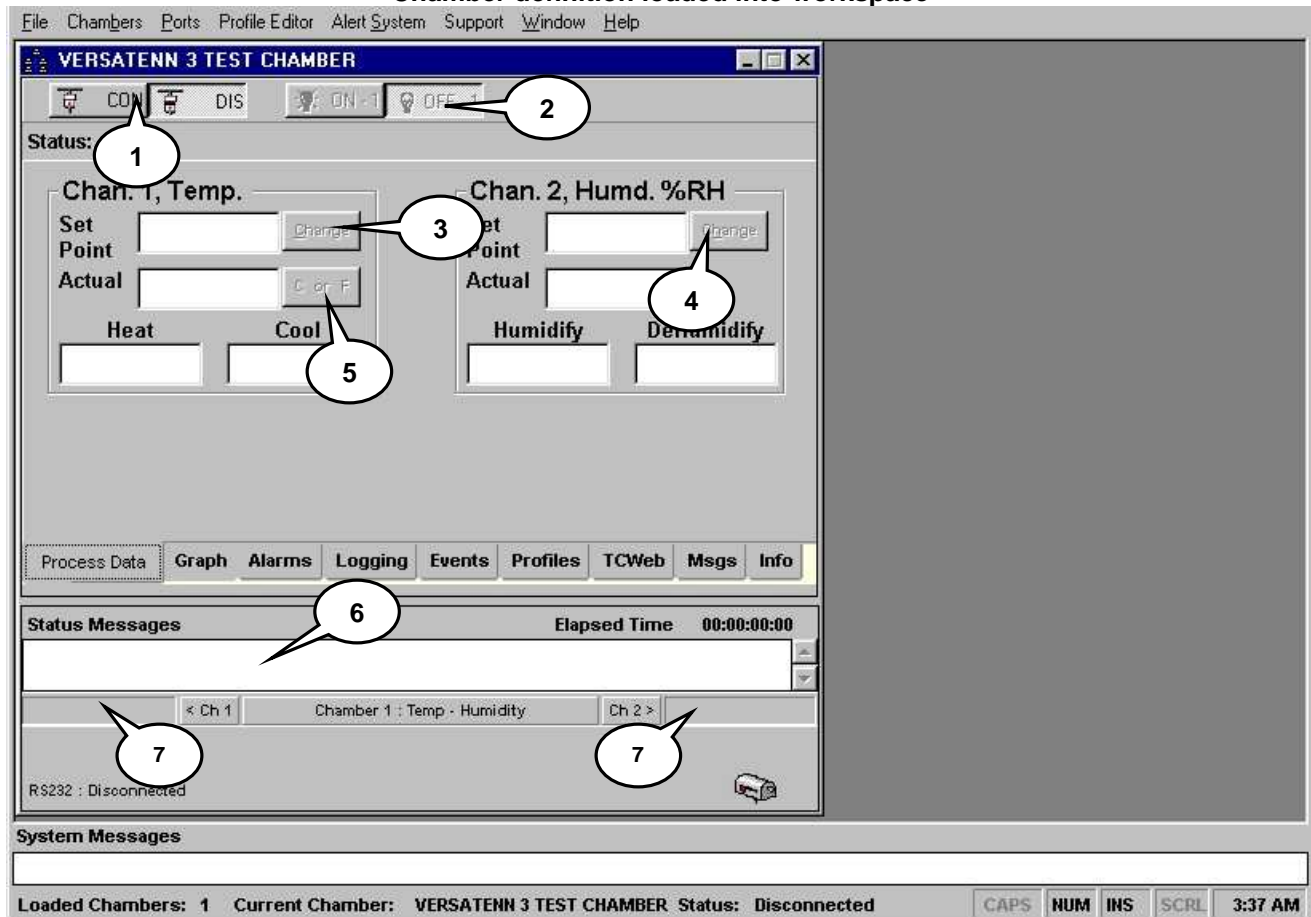 Chamber definition loaded into workspace
File Chambers Ports Profile Editor Alert System Support Window Help
VERSATENN 3 TEST CHAMBER
CON DIS ON - 1 OFF - 1
2
Status:
1
Chan. 1, Temp. Chan. 2, Humd. %RH
Set Point Change 3 Set Point Change
Actual C or F Actual
4
Heat Cool Humidify Dehumidify
5
Process Data Graph Alarms Logging Events Profiles TCWeb Msgs Info
6
Status Messages Elapsed Time 00:00:00:00
< Ch 1 Chamber 1 : Temp - Humidity Ch 2 >
7 7
RS232 : Disconnected
System Messages
Loaded Chambers: 1 Current Chamber: VERSATENN 3 TEST CHAMBER Status: Disconnected CAPS NUM INS SCRL 3:37 AM